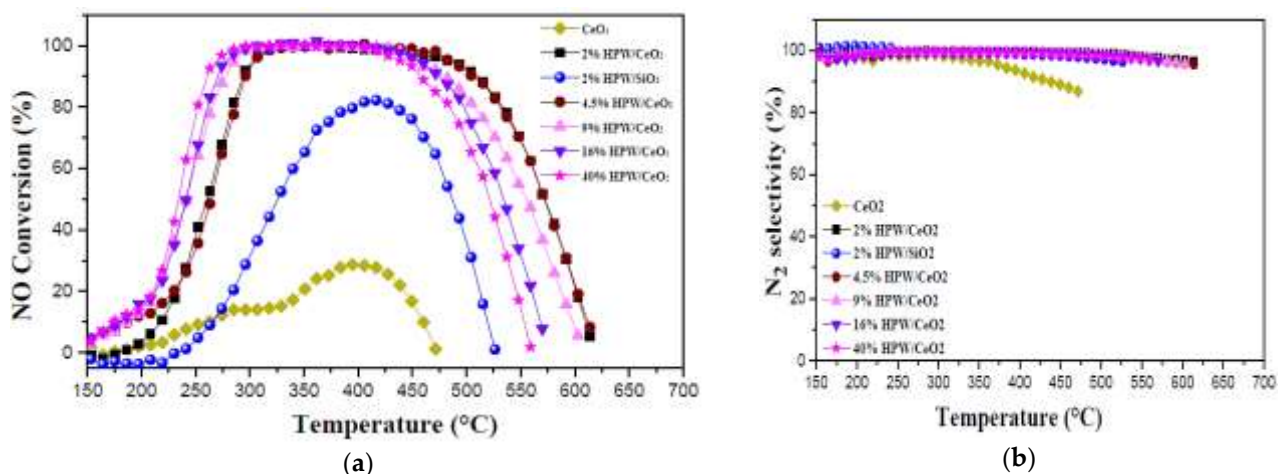 NO Conversion (%)
100
80
60
40
20
0
150 200 250 300 350 400 450 500 550 600 650 700
Temperature (°C)
CeO₂
2% HPW/CeO₂
2% HPW/SiO₂
4.5% HPW/CeO₂
9% HPW/CeO₂
16% HPW/CeO₂
40% HPW/CeO₂
(a)
N₂ selectivity (%)
100
80
60
40
20
0
CeO2
2% HPW/CeO2
2% HPW/SiO2
4.5% HPW/CeO2
9% HPW/CeO2
16% HPW/CeO2
40% HPW/CeO2
150 200 250 300 350 400 450 500 550 600 650 700
Temperature (°C)
(b)